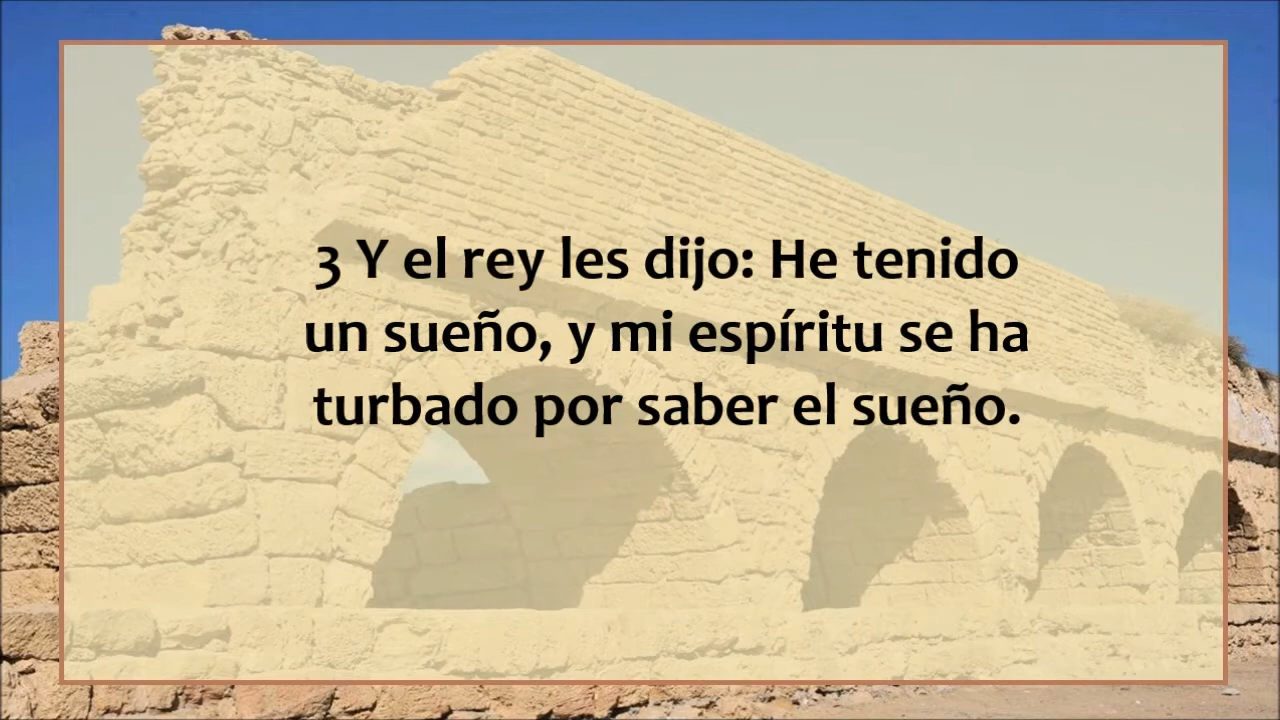 3 Y el rey les dijo: He tenido
un sueño, y mi espíritu se ha
turbado por saber el sueño.